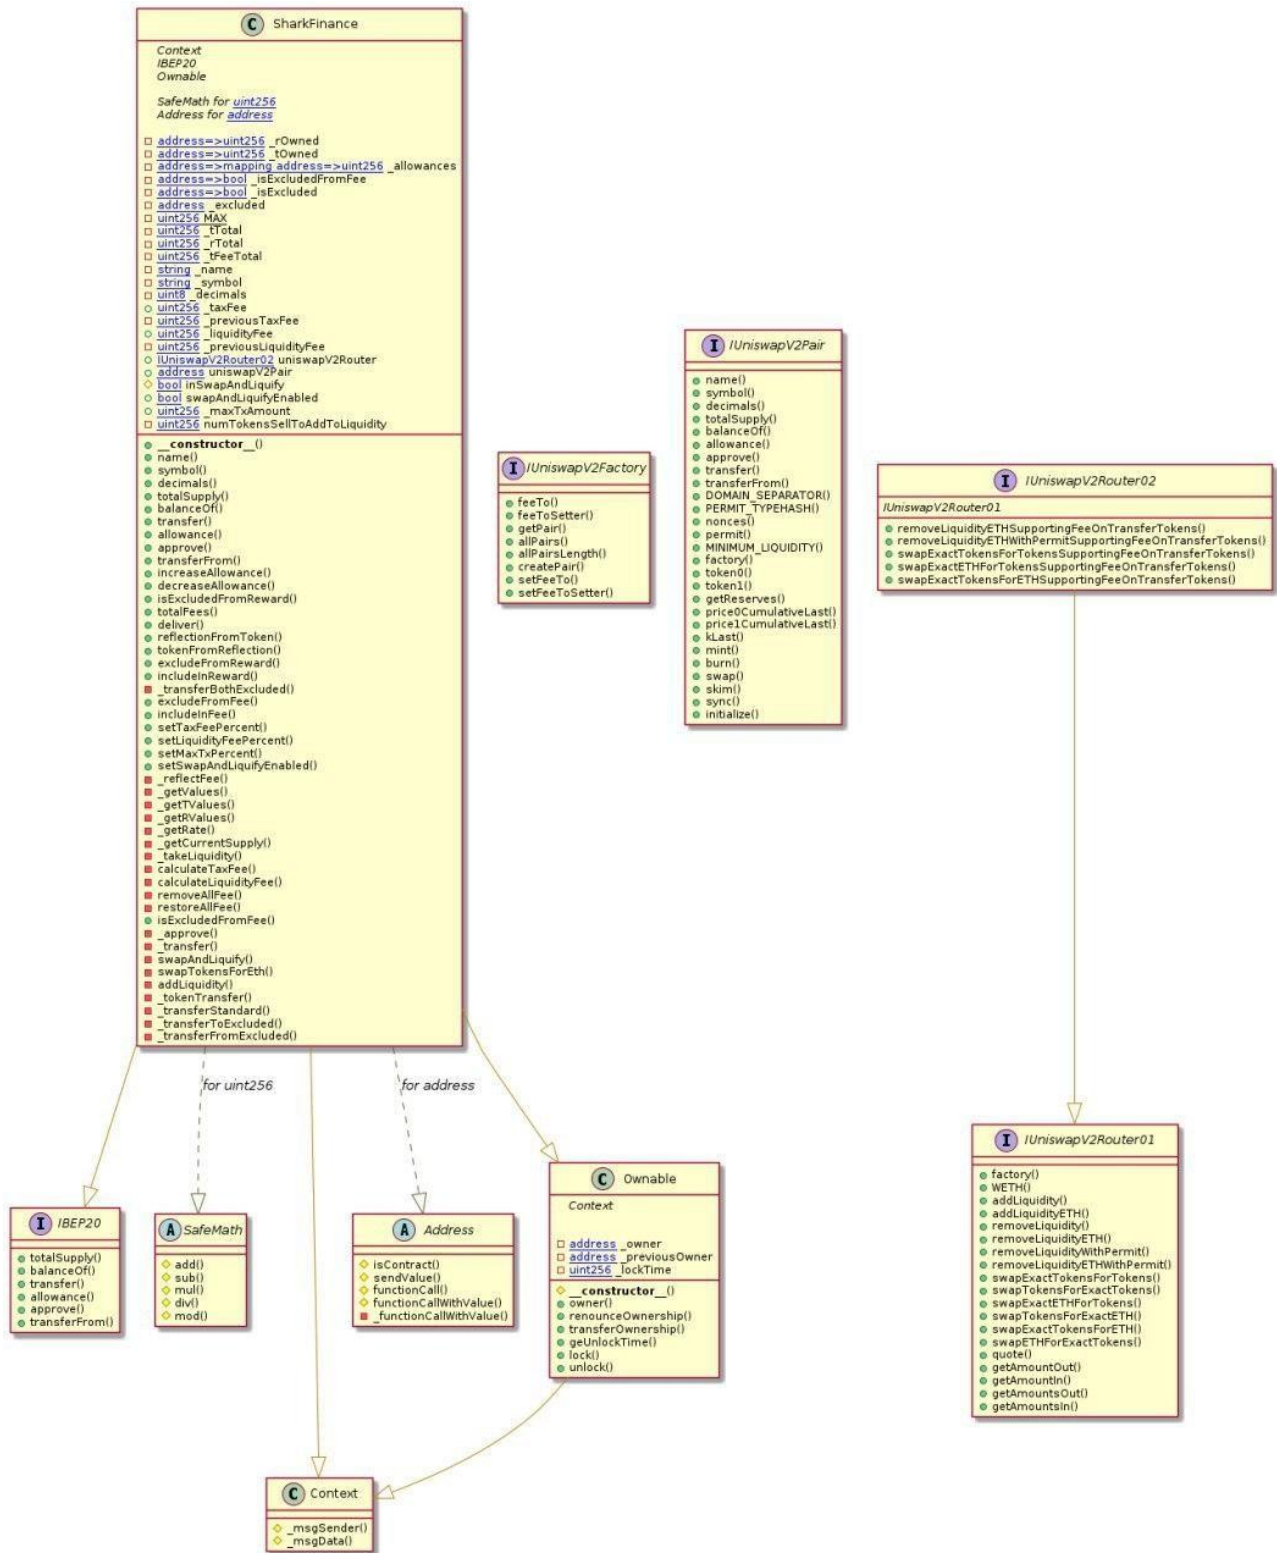 C SharkFinance
Context
IBEP20
Ownable
SafeMath for uint256
Address for address
address=>uint256 _rOwned
address=>uint256 _tOwned
address=>mapping address=>uint256 _allowances
address=>bool _isExcludedFromFee
address=>bool _isExcluded
address _excluded
uint256 MAX
uint256 _tTotal
uint256 _rTotal
uint256 _tFeeTotal
string _name
string _symbol
uint8 _decimals
uint256 _taxFee
uint256 _previousTaxFee
uint256 _liquidityFee
uint256 _previousLiquidityFee
IUniswapV2Router02 uniswapV2Router
address uniswapV2Pair
bool inSwapAndLiquify
bool swapAndLiquifyEnabled
uint256 _maxTxAmount
uint256 numTokensSellToAddToLiquidity
__constructor__()
name()
symbol()
decimals()
totalSupply()
balanceOf()
transfer()
allowance()
approve()
transferFrom()
increaseAllowance()
decreaseAllowance()
isExcludedFromReward()
totalFees()
deliver()
reflectionFromToken()
tokenFromReflection()
excludeFromReward()
includeInReward()
_transferBothExcluded()
excludeFromFee()
includeInFee()
setTaxFeePercent()
setLiquidityFeePercent()
setMaxTxPercent()
setSwapAndLiquifyEnabled()
_reflectFee()
_getValues()
_getTValues()
_getRValues()
_getRate()
_getCurrentSupply()
_takeLiquidity()
calculateTaxFee()
calculateLiquidityFee()
removeAllFee()
restoreAllFee()
isExcludedFromFee()
_approve()
_transfer()
swapAndLiquify()
swapTokensForEth()
addLiquidity()
_tokenTransfer()
_transferStandard()
_transferToExcluded()
_transferFromExcluded()
I IUniswapV2Factory
feeTo()
feeToSetter()
getPair()
allPairs()
allPairsLength()
createPair()
setFeeTo()
setFeeToSetter()
I IUniswapV2Pair
name()
symbol()
decimals()
totalSupply()
balanceOf()
allowance()
approve()
transfer()
transferFrom()
DOMAIN_SEPARATOR()
PERMIT_TYPEHASH()
nonces()
permit()
MINIMUM_LIQUIDITY()
factory()
token0()
token1()
getReserves()
price0CumulativeLast()
price1CumulativeLast()
kLast()
mint()
burn()
swap()
skim()
sync()
initialize()
I IUniswapV2Router02
IUniswapV2Router01
removeLiquidityETHSupportingFeeOnTransferTokens()
removeLiquidityETHWithPermitSupportingFeeOnTransferTokens()
swapExactTokensForTokensSupportingFeeOnTransferTokens()
swapExactETHForTokensSupportingFeeOnTransferTokens()
swapExactTokensForETHSupportingFeeOnTransferTokens()
for uint256
for address
I IBEP20
totalSupply()
balanceOf()
transfer()
allowance()
approve()
transferFrom()
A SafeMath
add()
sub()
mul()
div()
mod()
A Address
isContract()
sendValue()
functionCall()
functionCallWithValue()
_functionCallWithValue()
C Ownable
Context
address _owner
address _previousOwner
uint256 _lockTime
__constructor__()
owner()
renounceOwnership()
transferOwnership()
geUnlockTime()
lock()
unlock()
I IUniswapV2Router01
factory()
WETH()
addLiquidity()
addLiquidityETH()
removeLiquidity()
removeLiquidityETH()
removeLiquidityWithPermit()
removeLiquidityETHWithPermit()
swapExactTokensForTokens()
swapTokensForExactTokens()
swapExactETHForTokens()
swapTokensForExactETH()
swapExactTokensForETH()
swapETHForExactTokens()
quote()
getAmountOut()
getAmountIn()
getAmountsOut()
getAmountsIn()
C Context
_msgSender()
_msgData()